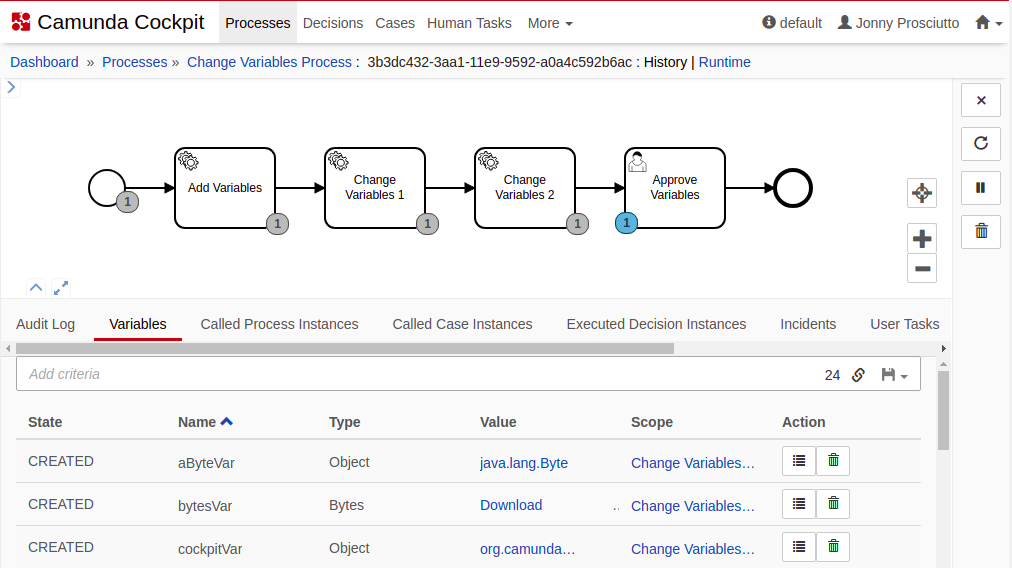 Camunda Cockpit Processes Decisions Cases Human Tasks More default Jonny Prosciutto
Dashboard » Processes » Change Variables Process : 3b3dc432-3aa1-11e9-9592-a0a4c592b6ac : History | Runtime
Add Variables
1
1
Change
Variables 1
1
Change
Variables 2
1
Approve
Variables
1
Audit Log Variables Called Process Instances Called Case Instances Executed Decision Instances Incidents User Tasks
Add criteria 24
State Name Type Value Scope Action
CREATED aByteVar Object java.lang.Byte Change Variables…
CREATED bytesVar Bytes Download .. Change Variables…
CREATED cockpitVar Object org.camunda… Change Variables…